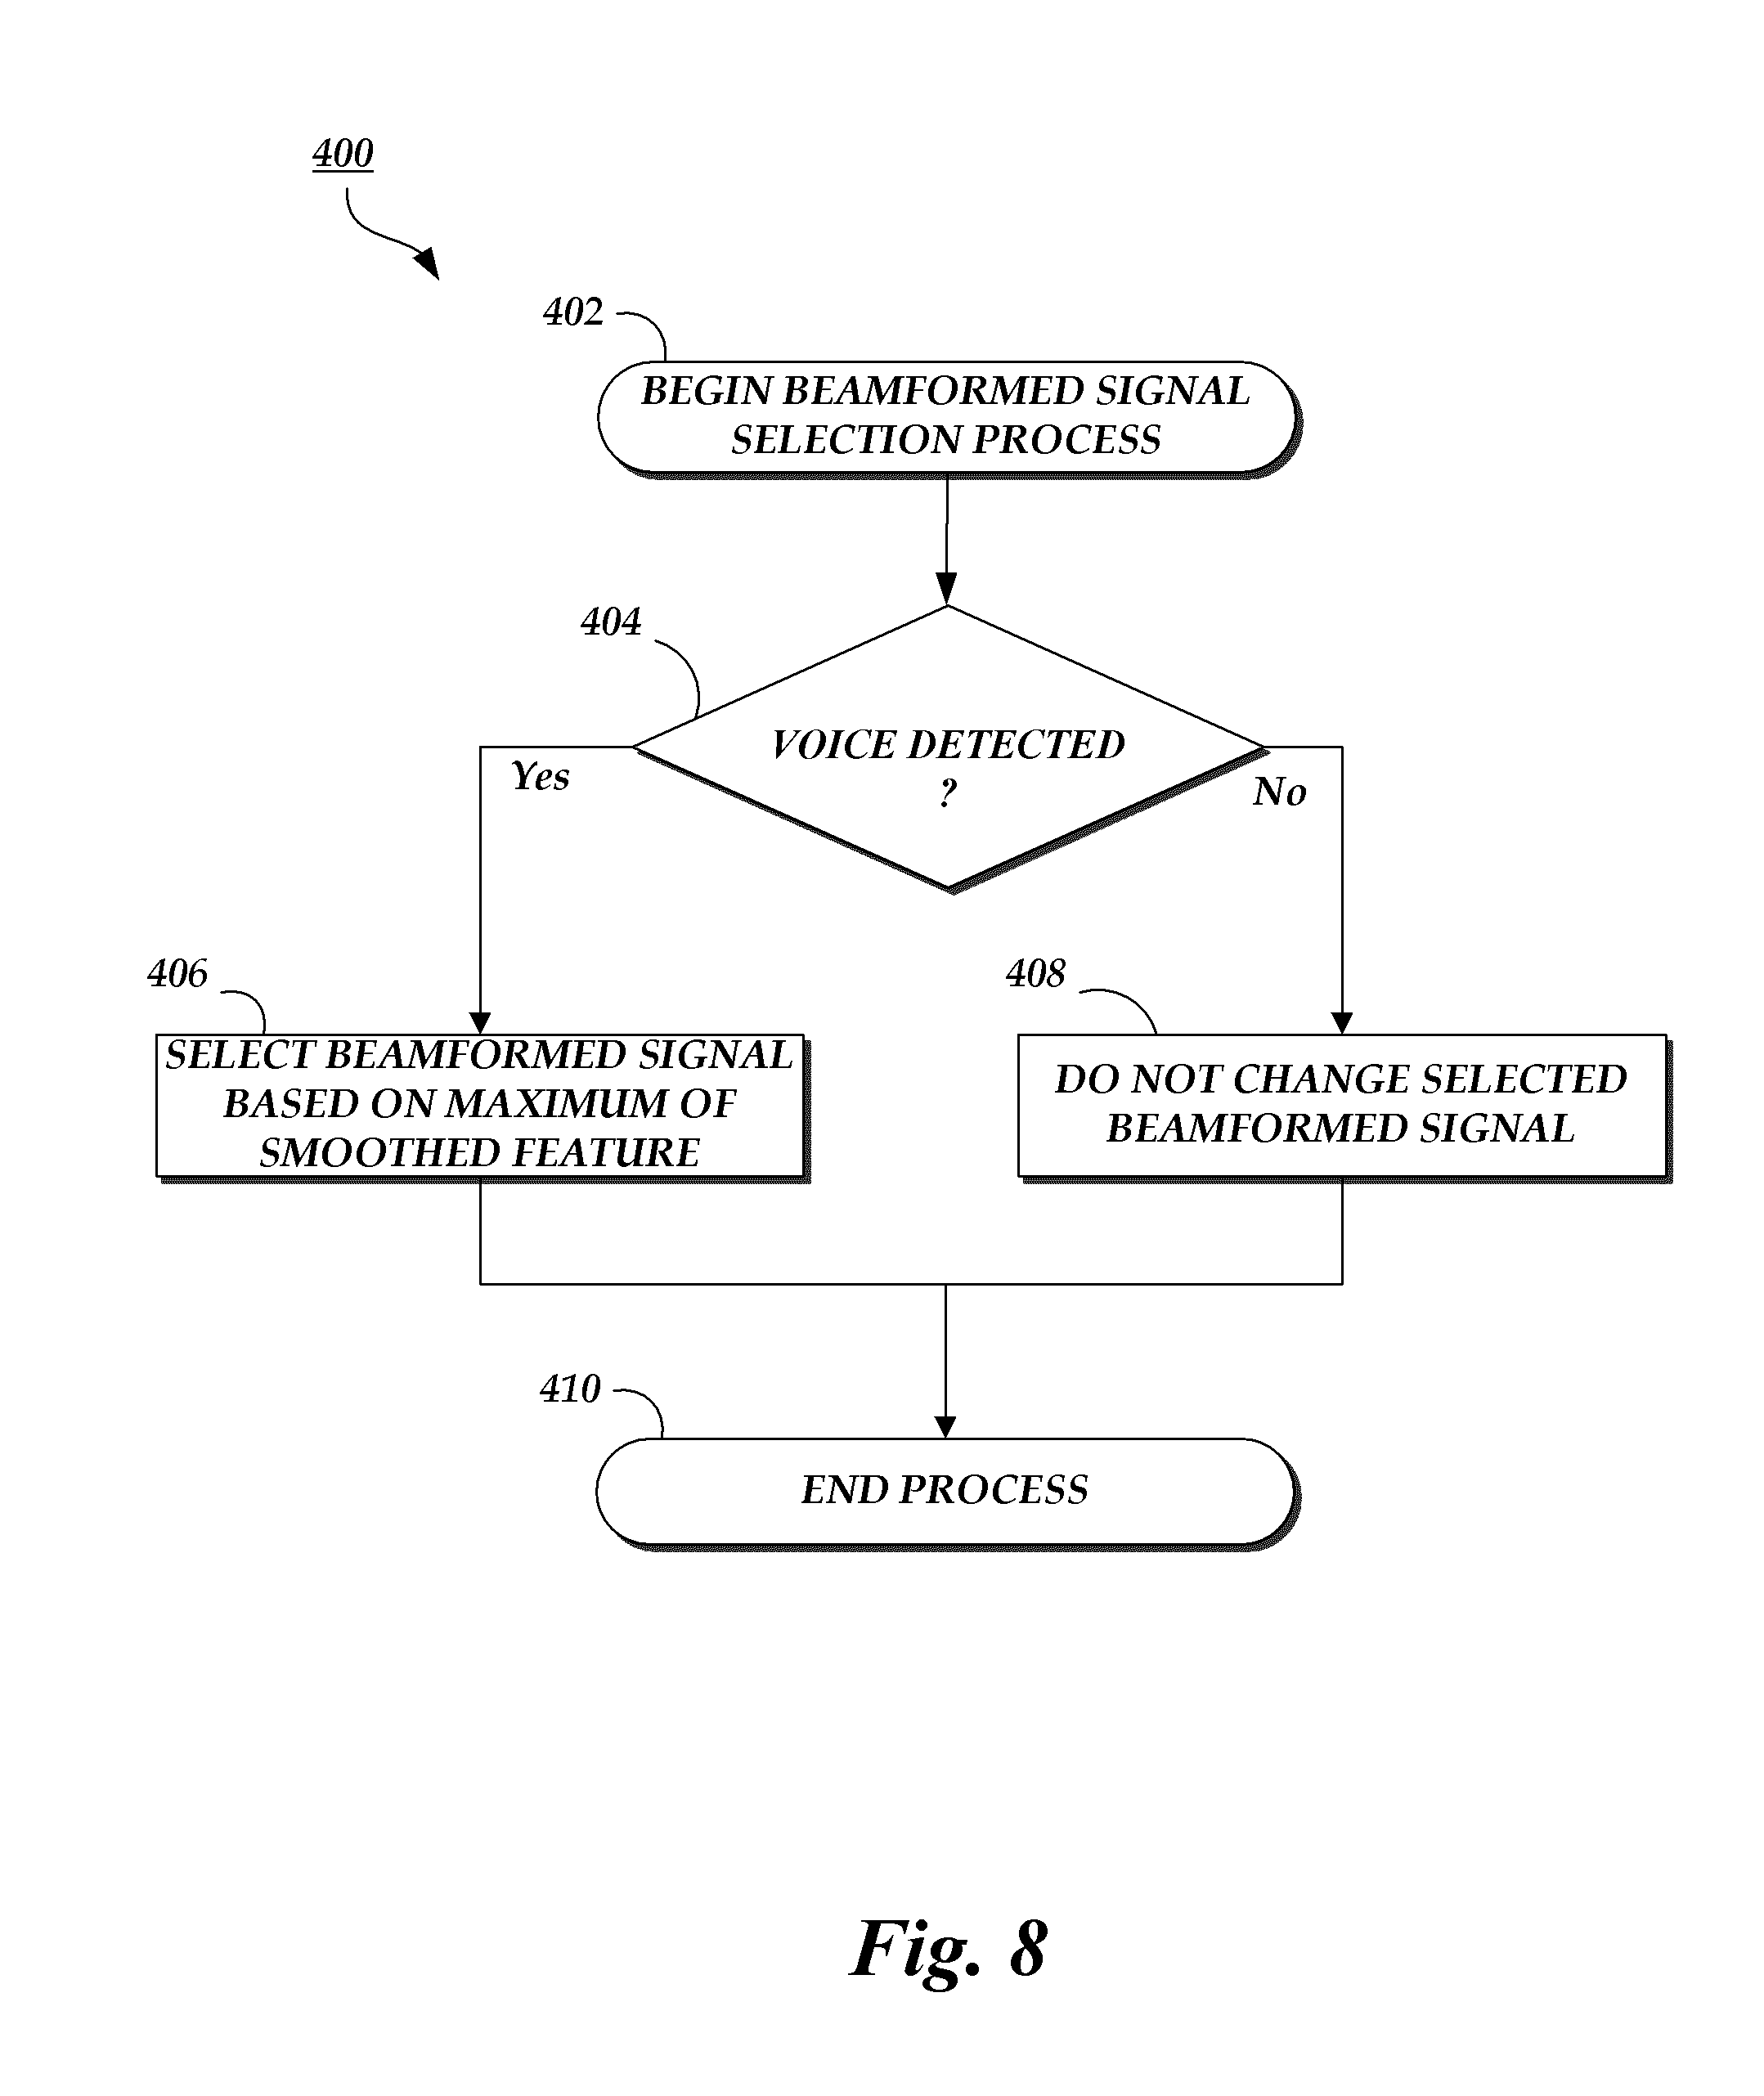 400
402
BEGIN BEAMFORMED SIGNAL
SELECTION PROCESS
404
VOICE DETECTED
?
Yes
No
406
SELECT BEAMFORMED SIGNAL
BASED ON MAXIMUM OF
SMOOTHED FEATURE
408
DO NOT CHANGE SELECTED
BEAMFORMED SIGNAL
410
END PROCESS
Fig. 8